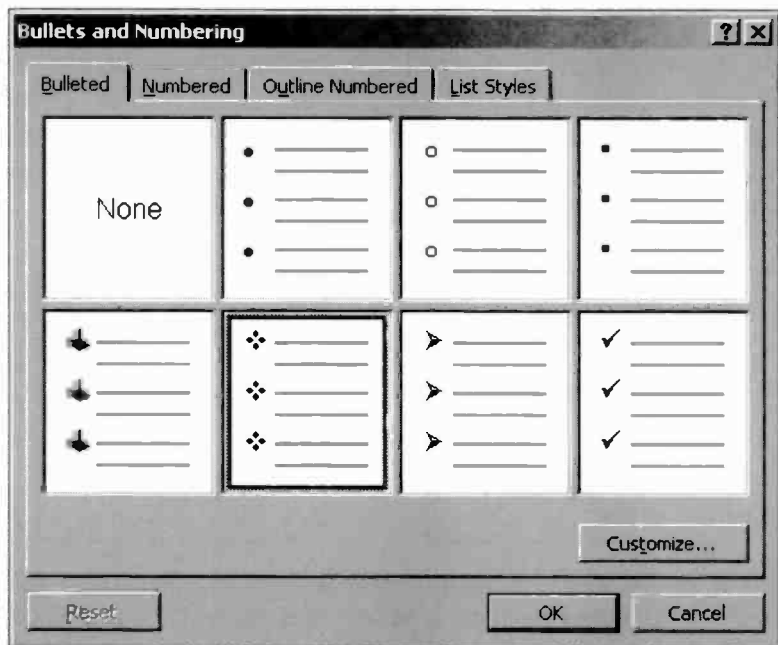 Bullets and Numbering
Bulleted Numbered Outline Numbered List Styles
None
Customize...
Reset OK Cancel